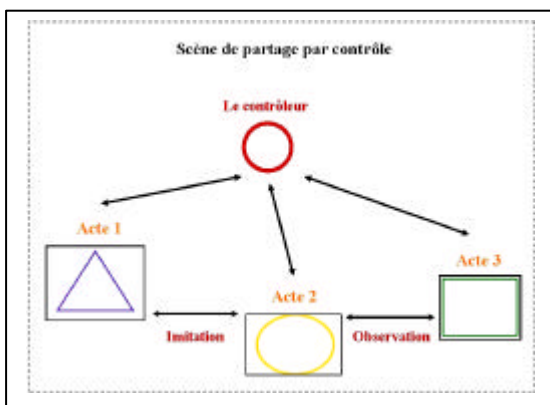 Scène de partage par contrôle
Le contrôleur
Acte 1
Acte 2
Acte 3
Imitation
Observation